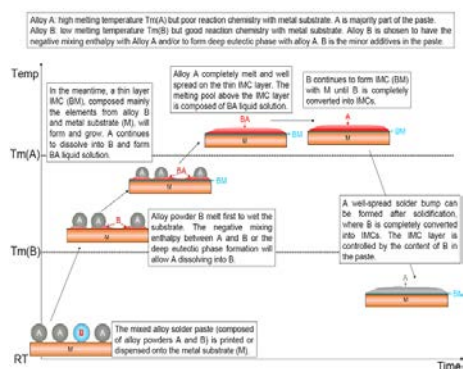 Alloy A: high melting temperature Tm(A) but poor reaction chemistry with metal substrate. A is majority part of the paste.
Alloy B: low melting temperature Tm(B) but good reaction chemistry with metal substrate. Alloy B is chosen to have the
negative mixing enthalpy with Alloy A and/or to form deep eutectic phase with alloy A. B is the minor additives in the paste.
Temp
In the meantime, a thin layer
IMC (BM), composed mainly
the elements from alloy B
and metal substrate (M), will
form and grow. A continues
to dissolve into B and form
BA liquid solution.
Alloy A completely melt and well
spread on the thin IMC layer. The
melting pool above the IMC layer
is composed of BA liquid solution.
B continues to form IMC (BM)
with M until B is completely
converted into IMCs.
BA
M
BM
A
M
BM
Tm(A)
A A BA A
M
BM
A A B A
M
Alloy powder B melt first to wet the
substrate. The negative mixing
enthalpy between A and B or the
deep eutectic phase formation will
allow A dissolving into B.
A well-spread solder bump can
be formed after solidification,
where B is completely converted
into IMCs. The IMC layer is
controlled by the content of B in
the paste.
Tm(B)
A
M
BM
A A B A
M
The mixed alloy solder paste (composed
of alloy powders A and B) is printed or
dispensed onto the metal substrate (M).
RT
Time